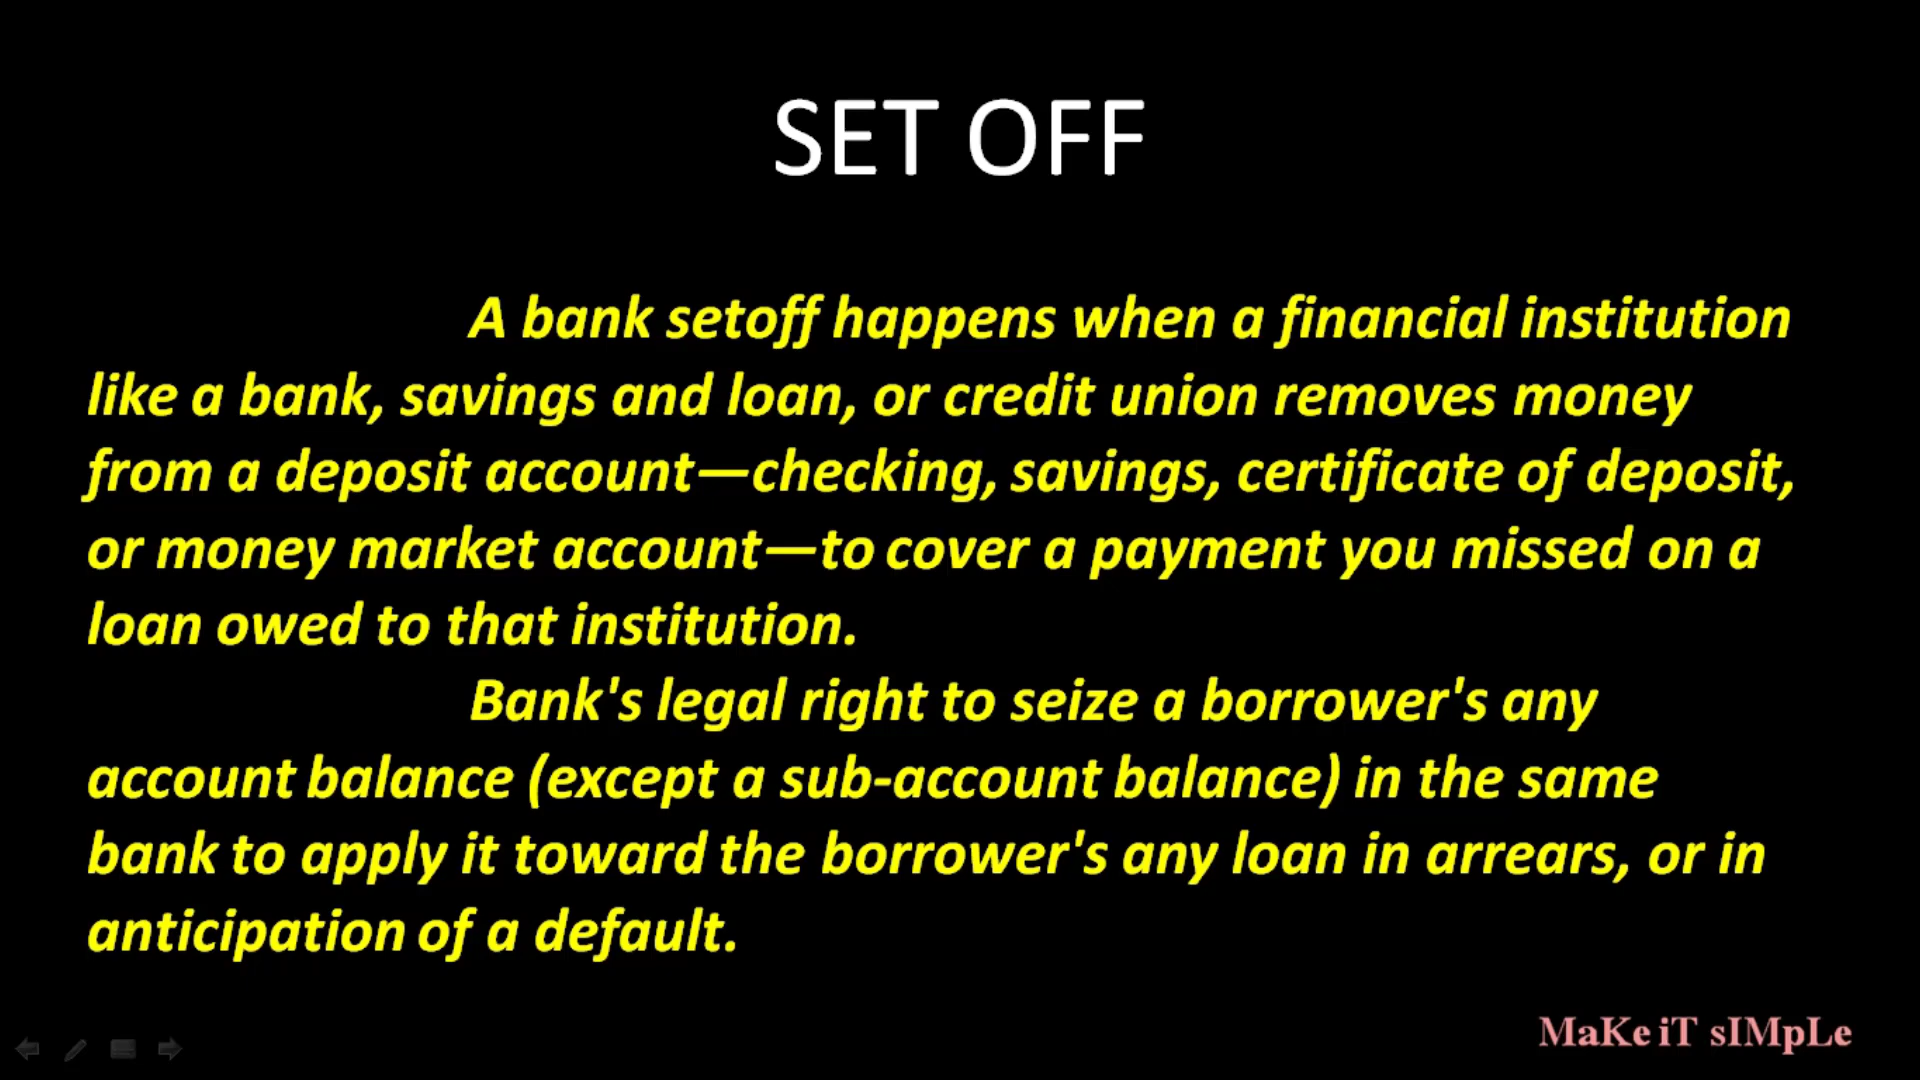 SET OFF
A bank setoff happens when a financial institution
like a bank, savings and loan, or credit union removes money
from a deposit account—checking, savings, certificate of deposit,
or money market account—to cover a payment you missed on a
loan owed to that institution.
Bank's legal right to seize a borrower's any
account balance (except a sub-account balance) in the same
bank to apply it toward the borrower's any loan in arrears, or in
anticipation of a default.
MaKe iT sIMpLe